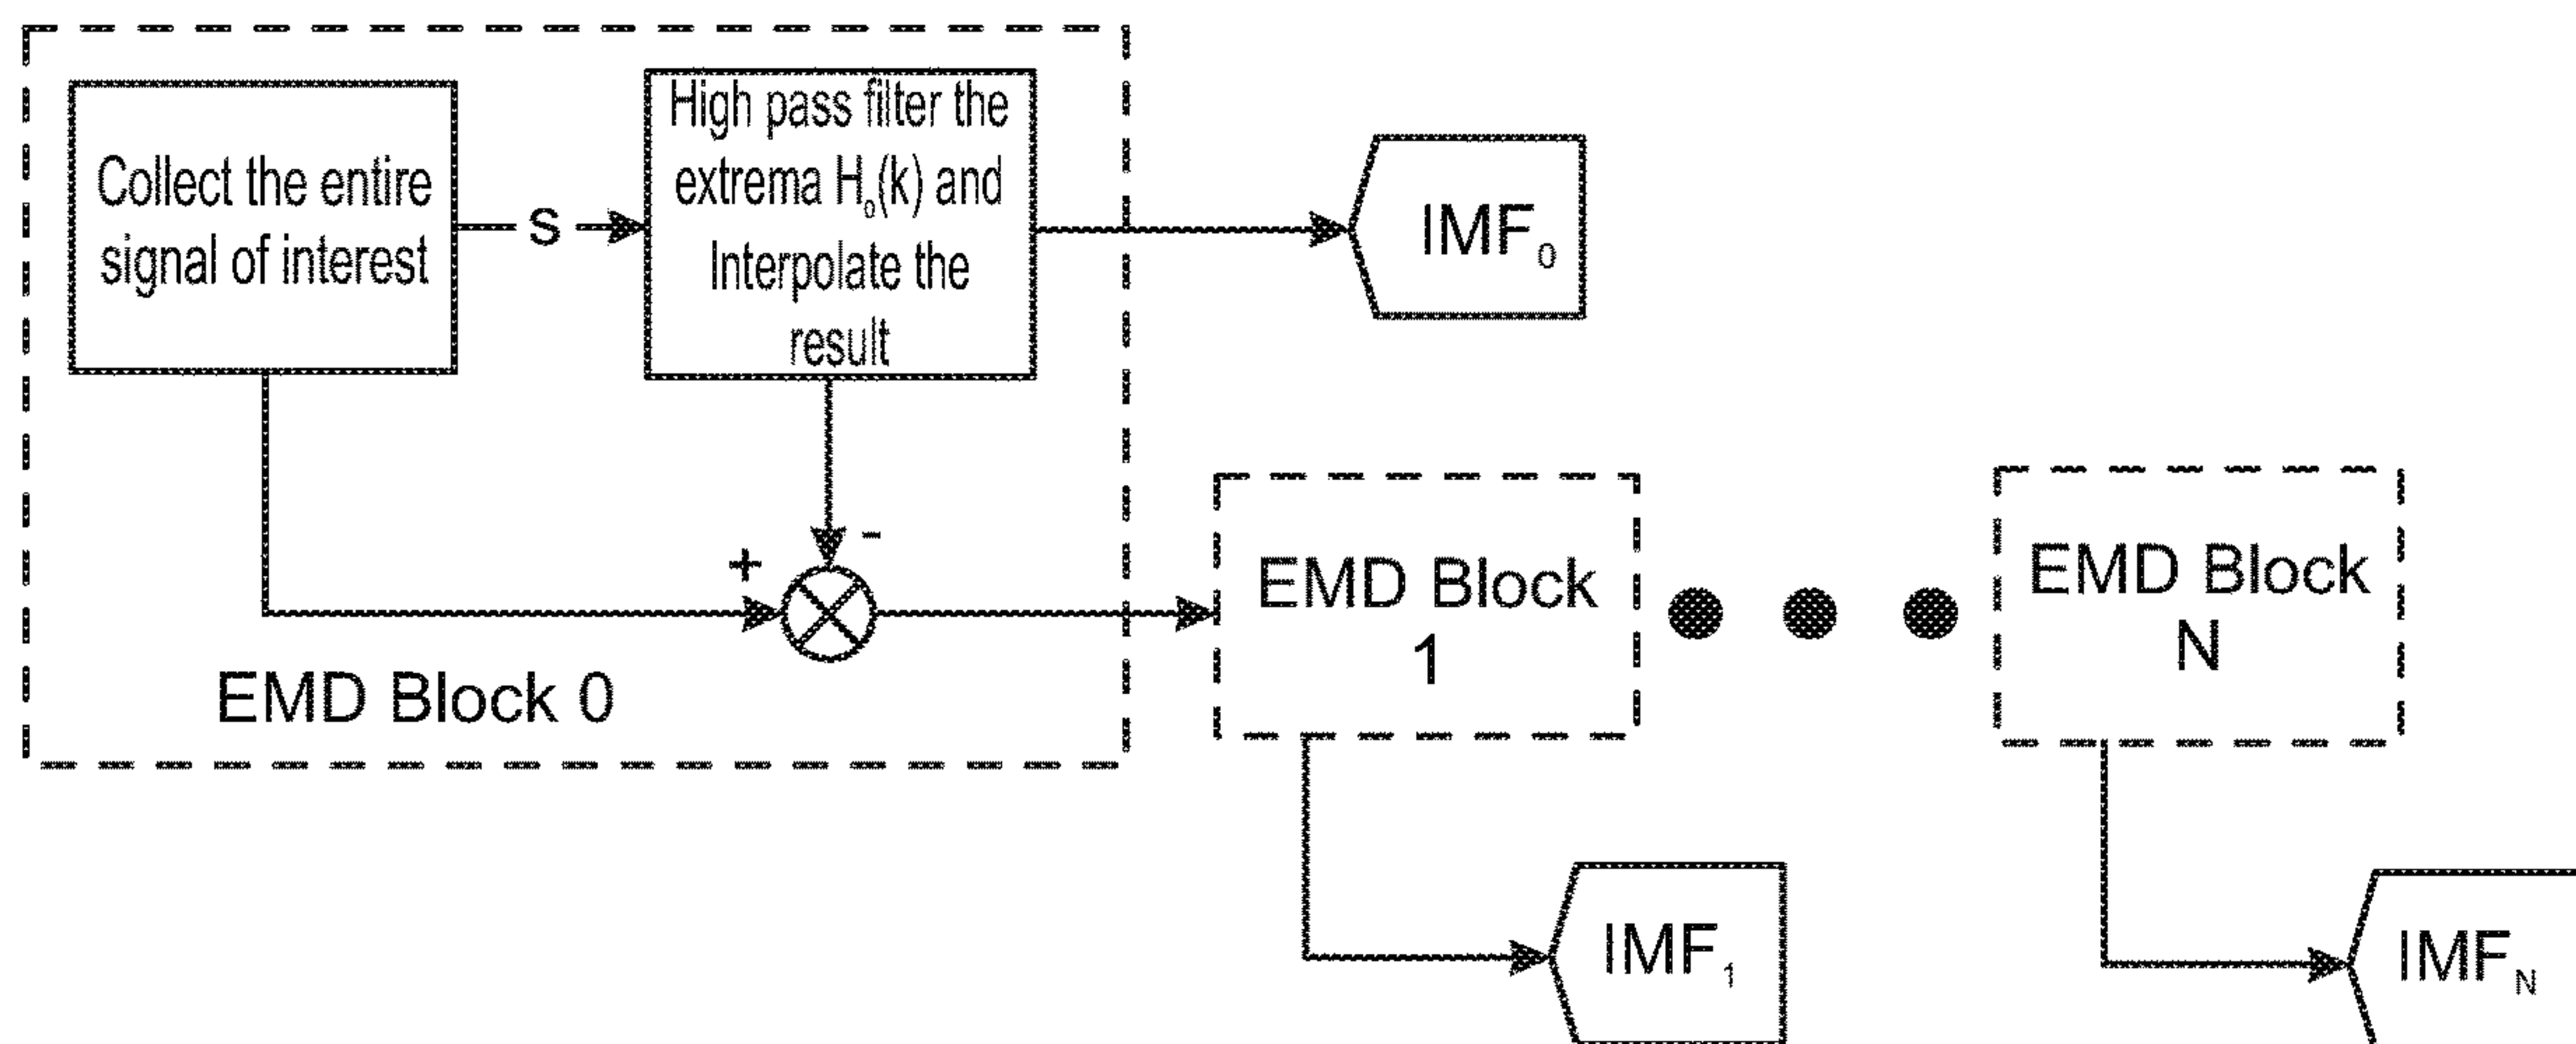 Collect the entire
signal of interest
S
High pass filter the
extrema H₀(k) and
Interpolate the
result
IMF₀
+
-
EMD Block 0
EMD Block
1
EMD Block
N
IMF₁
IMF_N